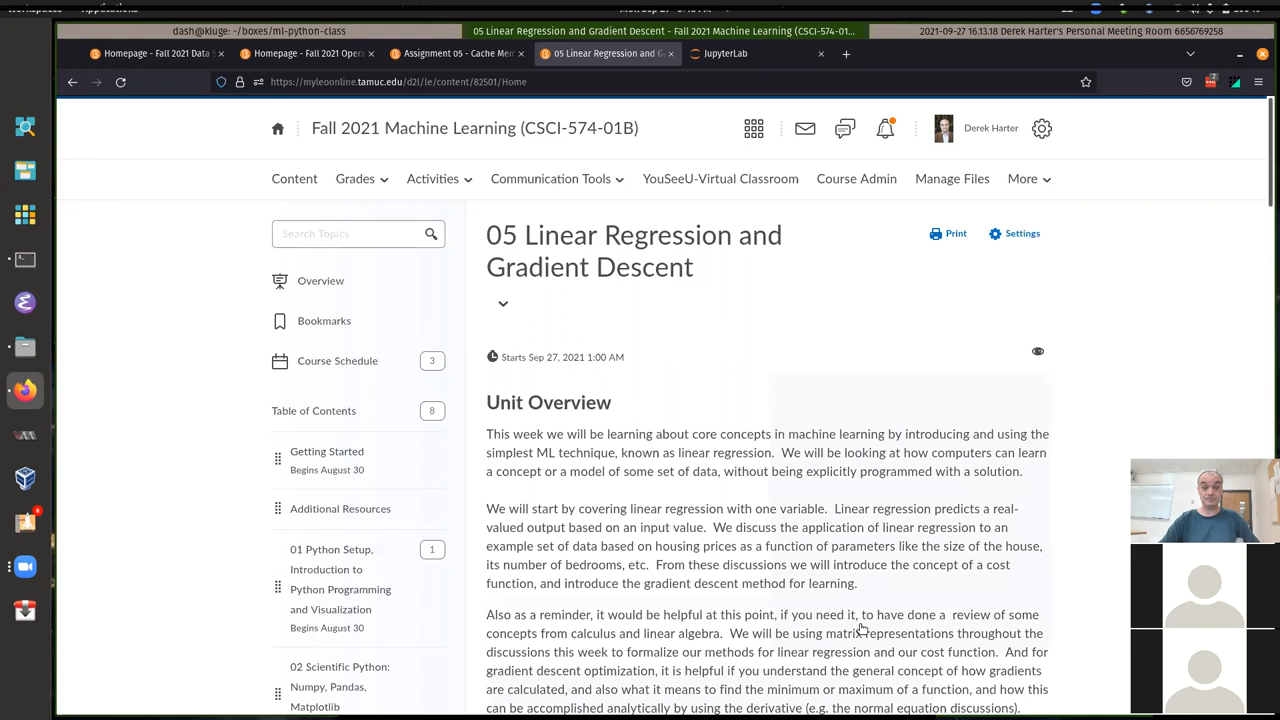 dash@kluge: ~/boxes/ml-python-class
05 Linear Regression and Gradient Descent - Fall 2021 Machine Learning (CSCI-574-01...
2021-09-27 16.13.18 Derek Harter's Personal Meeting Room 6656769258
Homepage - Fall 2021 Data S
Homepage - Fall 2021 Opera
Assignment 05 - Cache Mem
05 Linear Regression and G
JupyterLab
https://myleoonline.tamuc.edu/d2l/le/content/82501/Home
Fall 2021 Machine Learning (CSCI-574-01B)
Derek Harter
Content
Grades
Activities
Communication Tools
YouSeeU-Virtual Classroom
Course Admin
Manage Files
More
Search Topics
Overview
Bookmarks
Course Schedule
3
Table of Contents
8
Getting Started
Begins August 30
Additional Resources
01 Python Setup,
Introduction to
Python Programming
and Visualization
Begins August 30
1
02 Scientific Python:
Numpy, Pandas,
Matplotlib
05 Linear Regression and
Gradient Descent
Print
Settings
Starts Sep 27, 2021 1:00 AM
Unit Overview
This week we will be learning about core concepts in machine learning by introducing and using the
simplest ML technique, known as linear regression. We will be looking at how computers can learn
a concept or a model of some set of data, without being explicitly programmed with a solution.
We will start by covering linear regression with one variable. Linear regression predicts a real-
valued output based on an input value. We discuss the application of linear regression to an
example set of data based on housing prices as a function of parameters like the size of the house,
its number of bedrooms, etc. From these discussions we will introduce the concept of a cost
function, and introduce the gradient descent method for learning.
Also as a reminder, it would be helpful at this point, if you need it, to have done a review of some
concepts from calculus and linear algebra. We will be using matrix representations throughout the
discussions this week to formalize our methods for linear regression and our cost function. And for
gradient descent optimization, it is helpful if you understand the general concept of how gradients
are calculated, and also what it means to find the minimum or maximum of a function, and how this
can be accomplished analytically by using the derivative (e.g. the normal equation discussions).